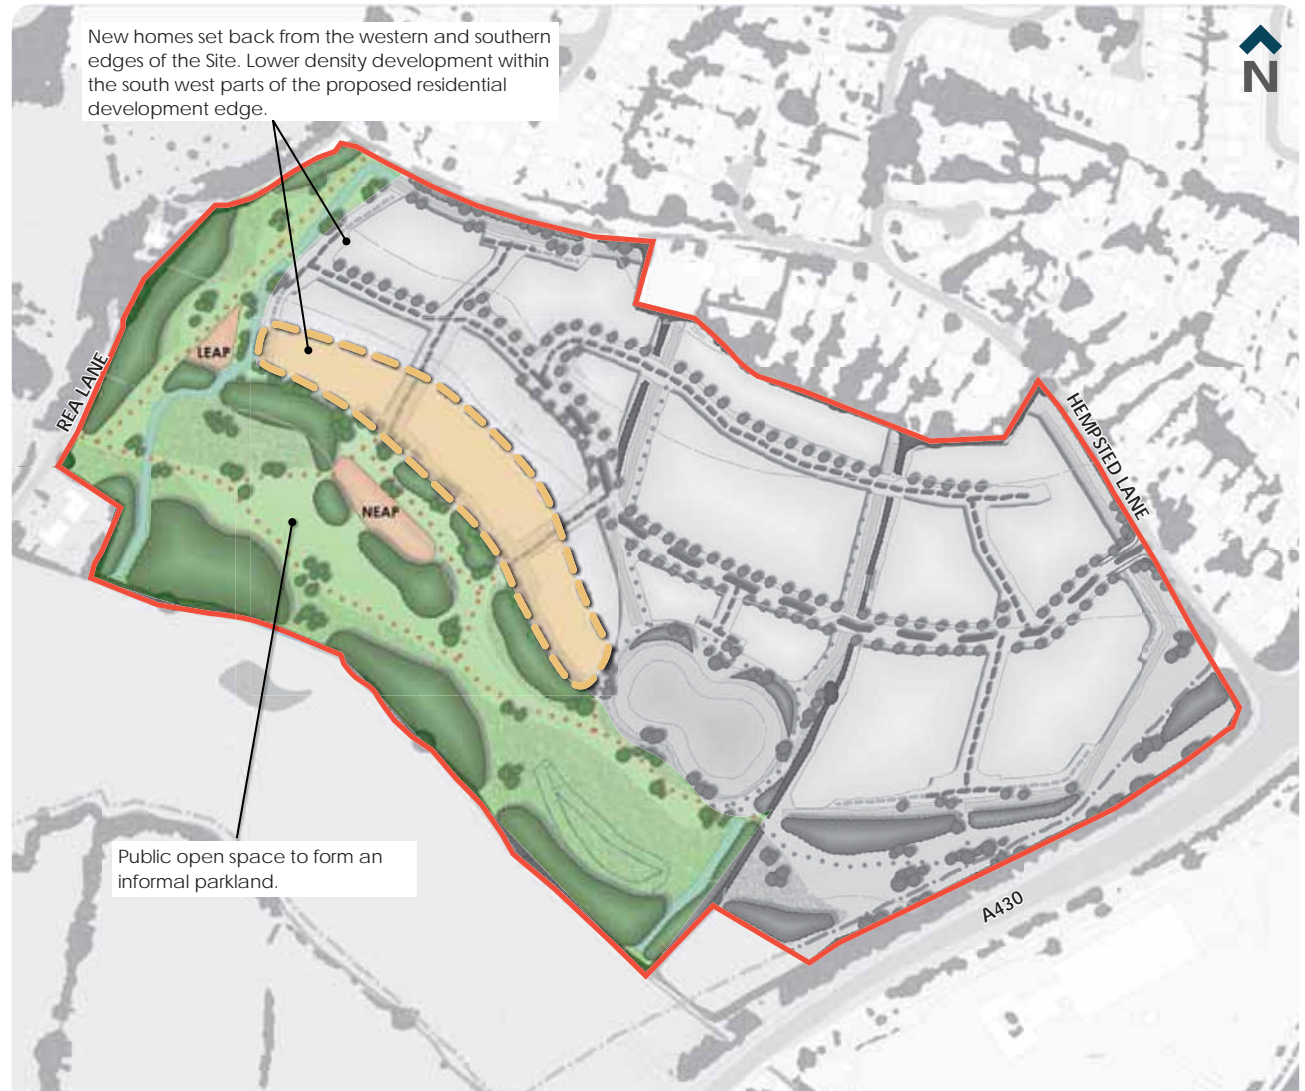 New homes set back from the western and southern
edges of the Site. Lower density development within
the south west parts of the proposed residential
development edge.
N
LEAP
REA LANE
HEMPSTED LANE
NEAP
Public open space to form an
informal parkland.
A430